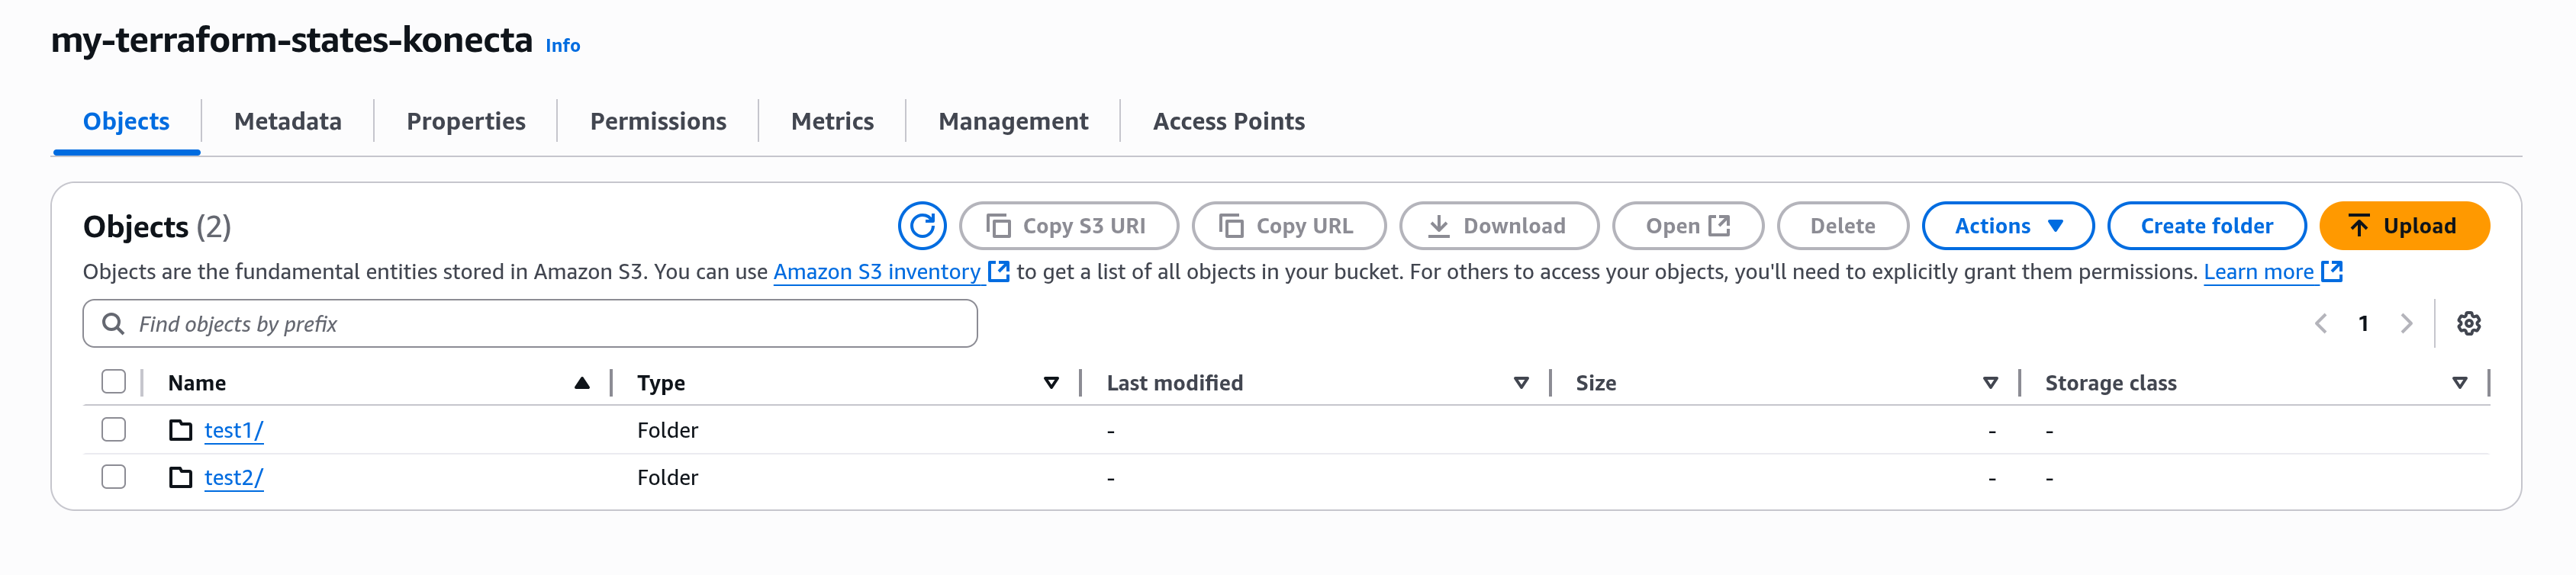 my-terraform-states-konecta Info
Objects Metadata Properties Permissions Metrics Management Access Points
Objects (2) Copy S3 URI Copy URL Download Open Delete Actions Create folder Upload
Objects are the fundamental entities stored in Amazon S3. You can use Amazon S3 inventory to get a list of all objects in your bucket. For others to access your objects, you'll need to explicitly grant them permissions. Learn more
Find objects by prefix 1
Name Type Last modified Size Storage class
test1/ Folder - - -
test2/ Folder - - -